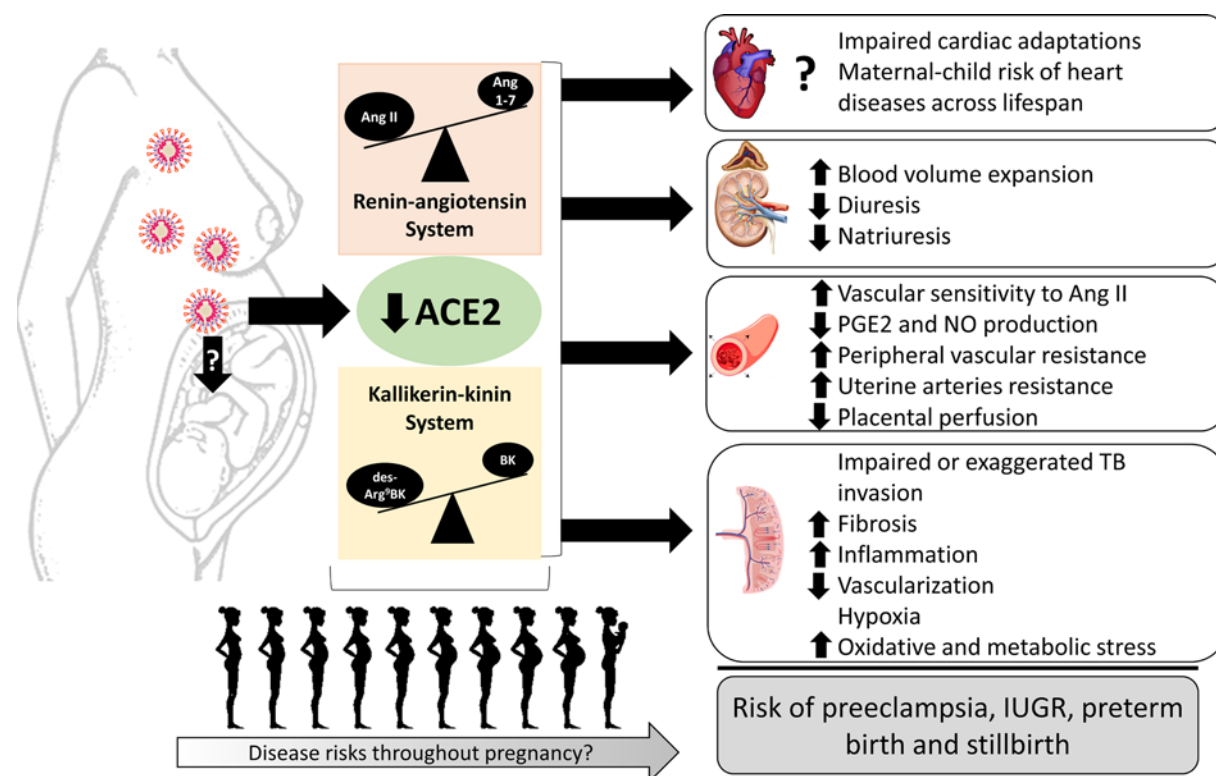 ?
Ang II
Ang
1-7
Renin-angiotensin
System
ACE2
Kallikerin-kinin
System
des-
Arg⁹BK
BK
?
Impaired cardiac adaptations
Maternal-child risk of heart
diseases across lifespan
Blood volume expansion
Diuresis
Natriuresis
Vascular sensitivity to Ang II
PGE2 and NO production
Peripheral vascular resistance
Uterine arteries resistance
Placental perfusion
Impaired or exaggerated TB
invasion
Fibrosis
Inflammation
Vascularization
Hypoxia
Oxidative and metabolic stress
Risk of preeclampsia, IUGR, preterm
birth and stillbirth
Disease risks throughout pregnancy?